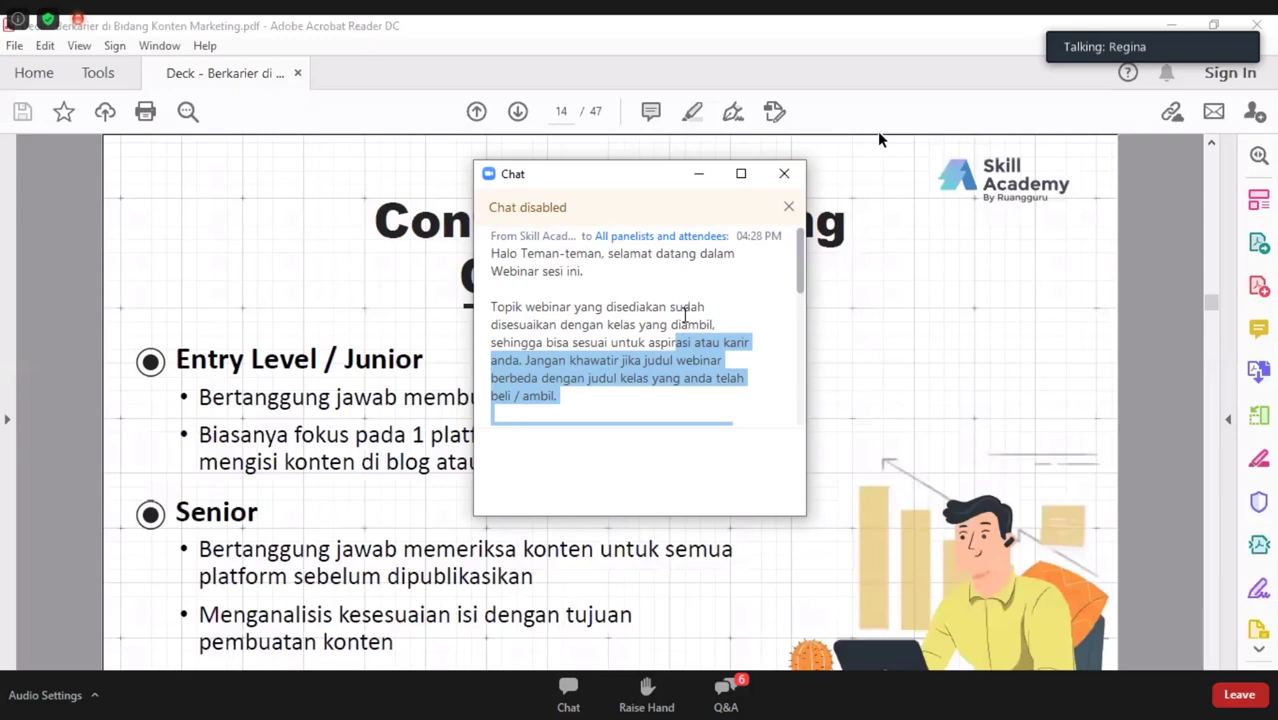 Deck - Berkarier di Bidang Konten Marketing.pdf - Adobe Acrobat Reader DC
File Edit View Sign Window Help
Talking: Regina
Home Tools Deck - Berkarier di ... Sign In
14 / 47
Skill
Academy
By Ruangguru
Chat
Chat disabled
From Skill Acad... to All panelists and attendees: 04:28 PM
Halo Teman-teman, selamat datang dalam
Webinar sesi ini.
Topik webinar yang disediakan sudah
disesuaikan dengan kelas yang diambil,
sehingga bisa sesuai untuk aspirasi atau karir
anda. Jangan khawatir jika judul webinar
berbeda dengan judul kelas yang anda telah
beli / ambil.
Entry Level / Junior
Bertanggung jawab
Biasanya fokus pada 1
mengisi konten di blog
Senior
Bertanggung jawab memeriksa konten untuk semua
platform sebelum dipublikasikan
Menganalisis kesesuaian isi dengan tujuan
pembuatan konten
Audio Settings
Chat
Raise Hand
Q&A
6
Leave